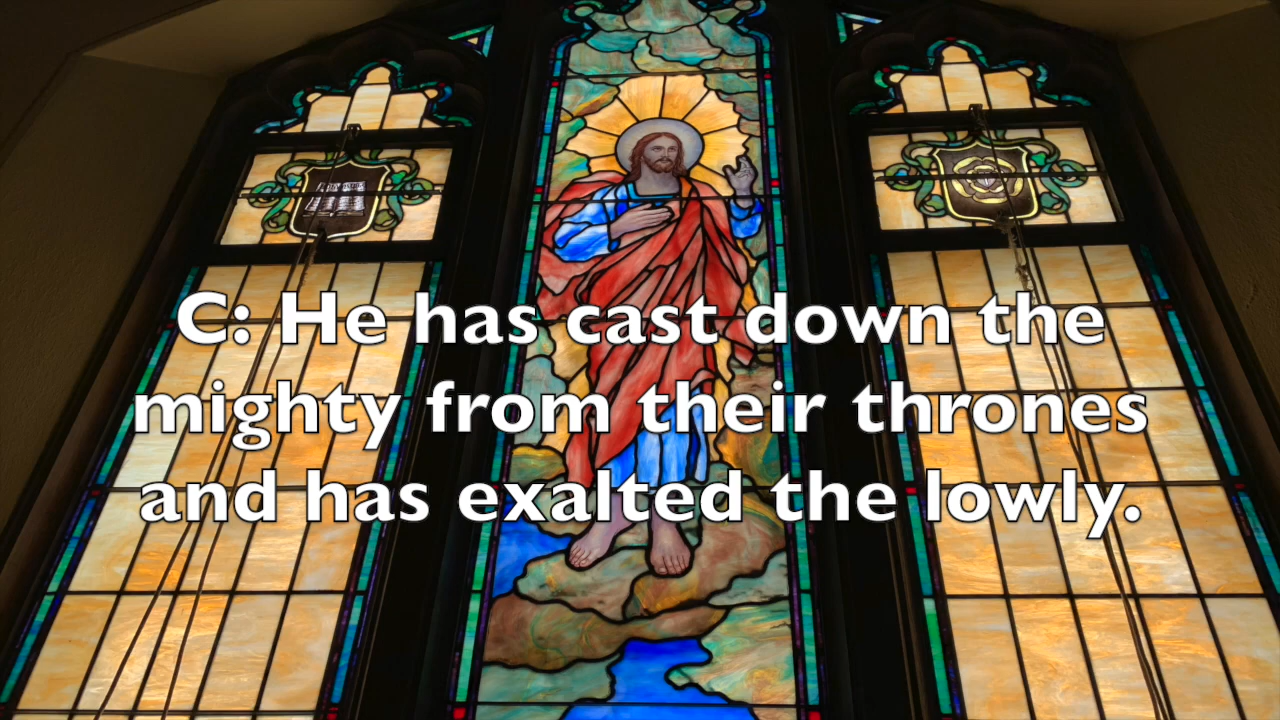 C: He has cast down the
mighty from their thrones
and has exalted the lowly.